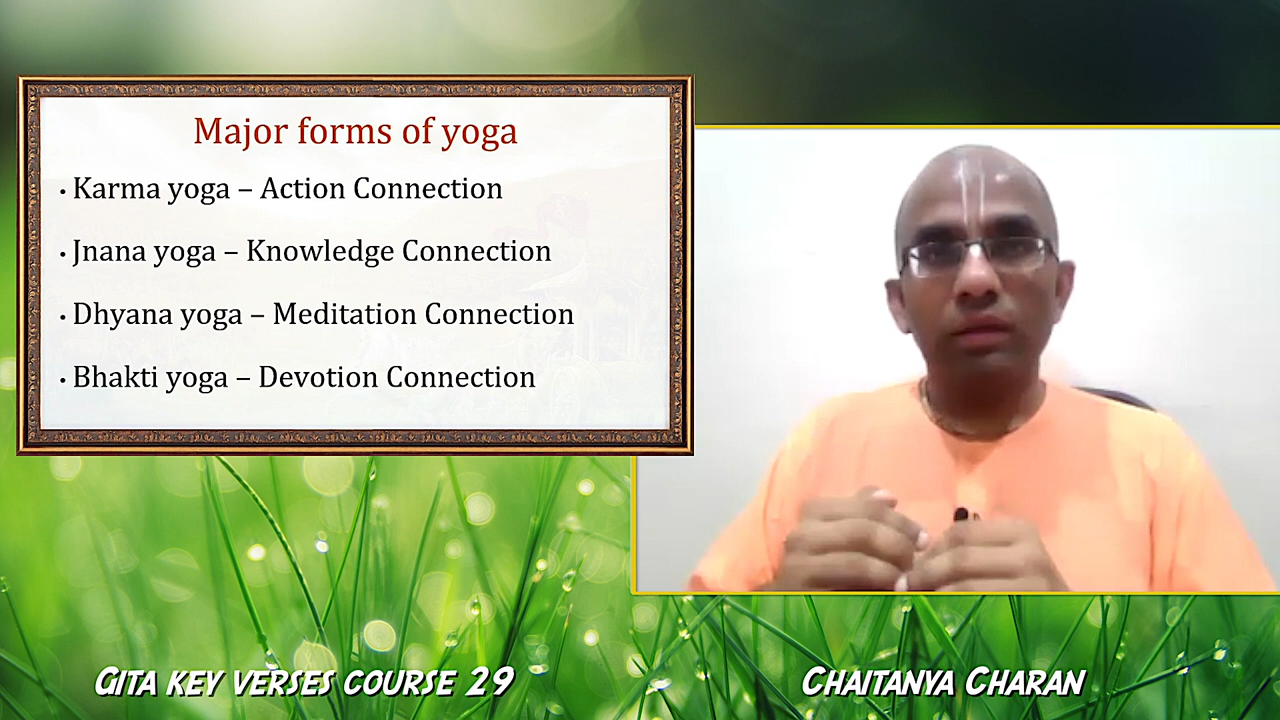 Major forms of yoga
• Karma yoga – Action Connection
• Jnana yoga – Knowledge Connection
• Dhyana yoga – Meditation Connection
• Bhakti yoga – Devotion Connection
Gita key verses course 29
Chaitanya Charan